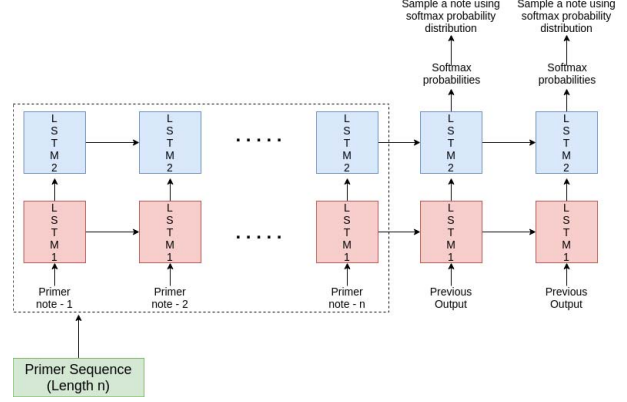 Sample a note using
softmax probability
distribution
Sample a note using
softmax probability
distribution
Softmax
probabilities
Softmax
probabilities
L
S
T
M
2
L
S
T
M
2
.....
L
S
T
M
2
L
S
T
M
2
L
S
T
M
2
L
S
T
M
1
L
S
T
M
1
.....
L
S
T
M
1
L
S
T
M
1
L
S
T
M
1
Primer
note - 1
Primer
note - 2
Primer
note - n
Previous
Output
Previous
Output
Primer Sequence
(Length n)